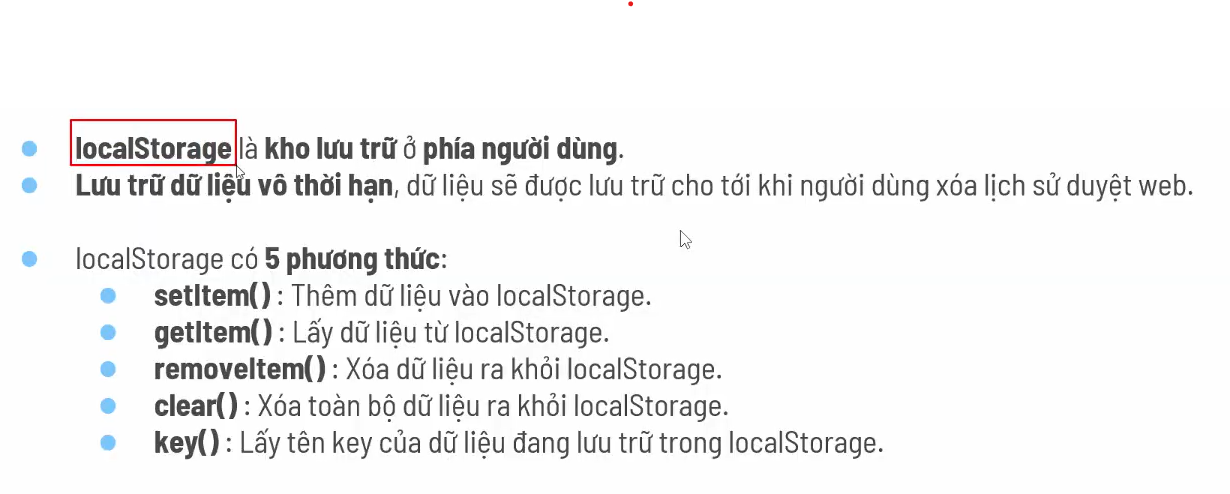 localStorage là kho lưu trữ ở phía người dùng.
Lưu trữ dữ liệu vô thời hạn, dữ liệu sẽ được lưu trữ cho tới khi người dùng xóa lịch sử duyệt web.
localStorage có 5 phương thức:
setItem() : Thêm dữ liệu vào localStorage.
getItem() : Lấy dữ liệu từ localStorage.
removeItem() : Xóa dữ liệu ra khỏi localStorage.
clear() : Xóa toàn bộ dữ liệu ra khỏi localStorage.
key() : Lấy tên key của dữ liệu đang lưu trữ trong localStorage.